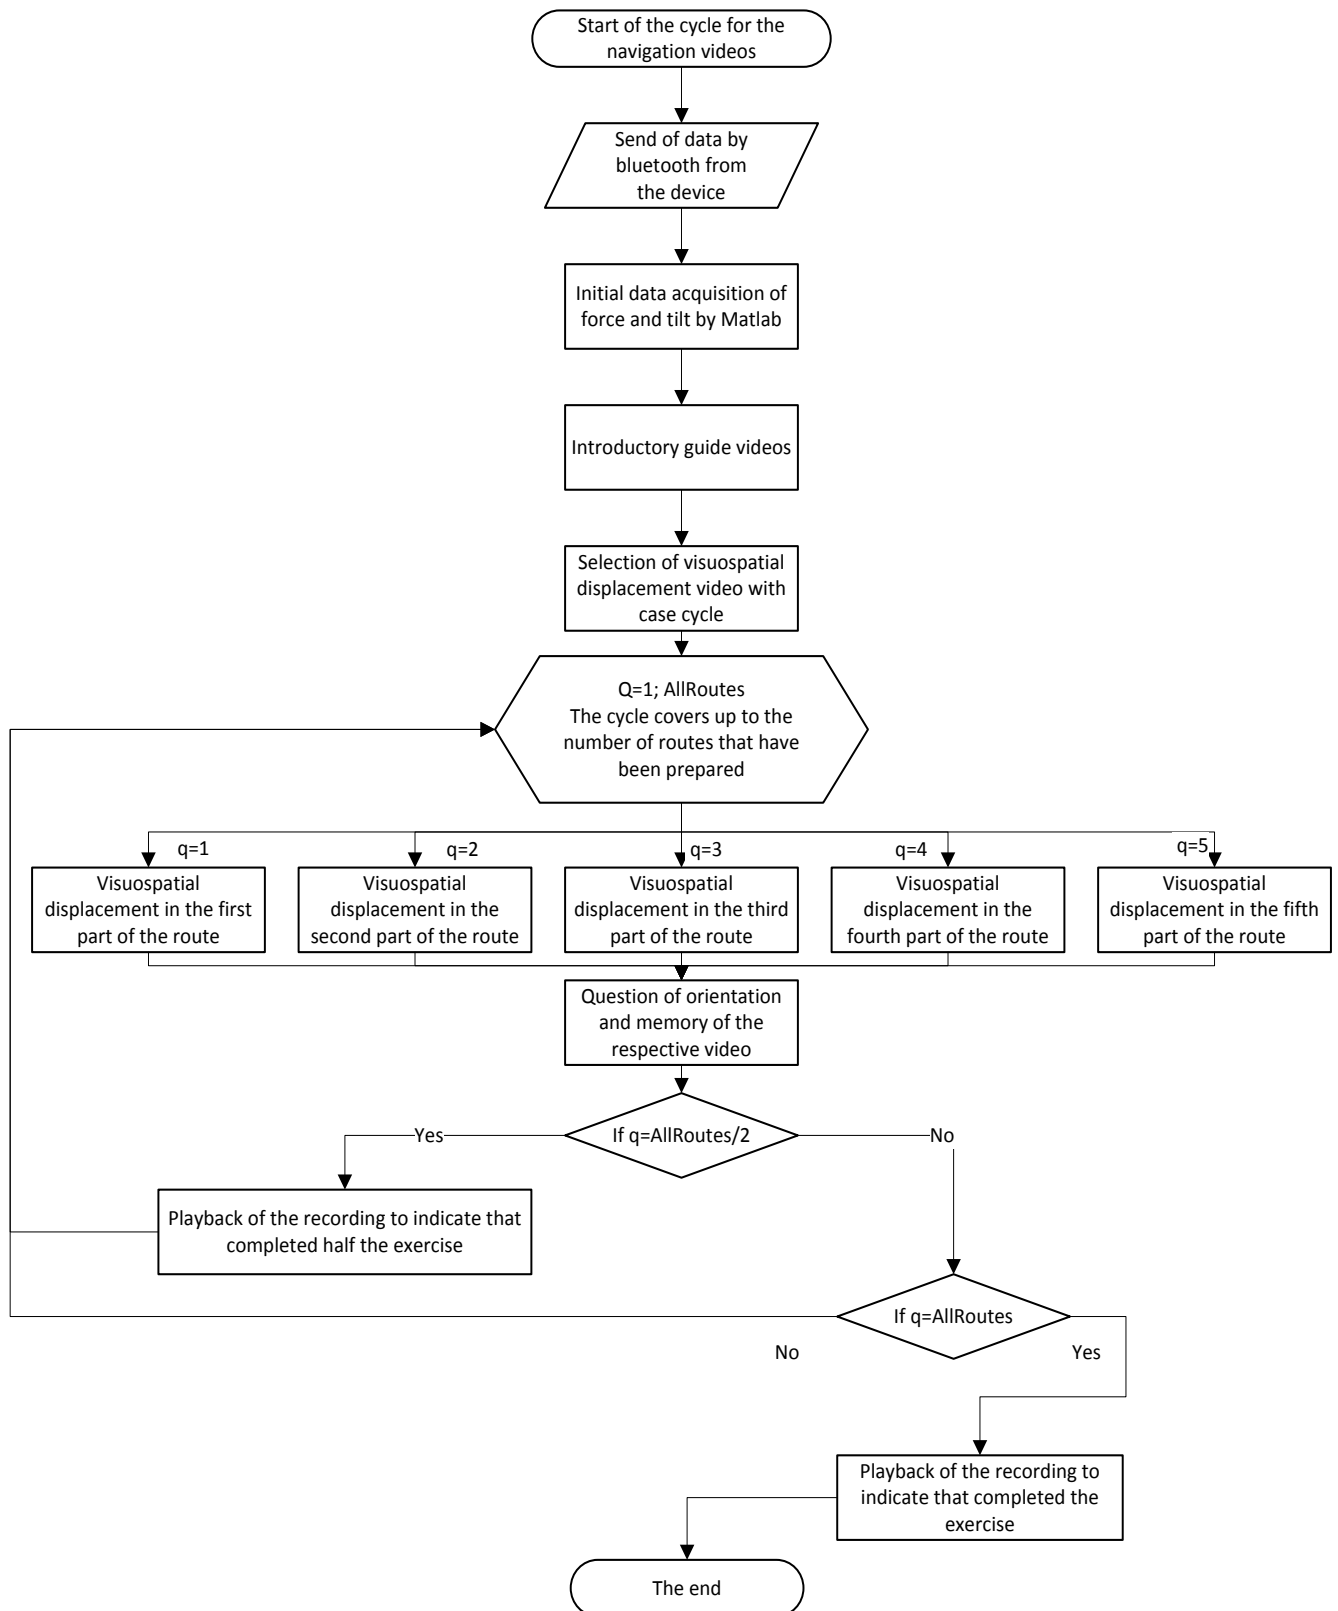 Start of the cycle for the
navigation videos
Send of data by
bluetooth from
the device
Initial data acquisition of
force and tilt by Matlab
Introductory guide videos
Selection of visuospatial
displacement video with
case cycle
Q=1; AllRoutes
The cycle covers up to the
number of routes that have
been prepared
q=1
q=2
q=3
q=4
q=5
Visuospatial
displacement in the first
part of the route
Visuospatial
displacement in the
second part of the route
Visuospatial
displacement in the third
part of the route
Visuospatial
displacement in the
fourth part of the route
Visuospatial
displacement in the fifth
part of the route
Question of orientation
and memory of the
respective video
If q=AllRoutes/2
Yes
No
Playback of the recording to indicate that
completed half the exercise
If q=AllRoutes
No
Yes
Playback of the recording to
indicate that completed the
exercise
The end